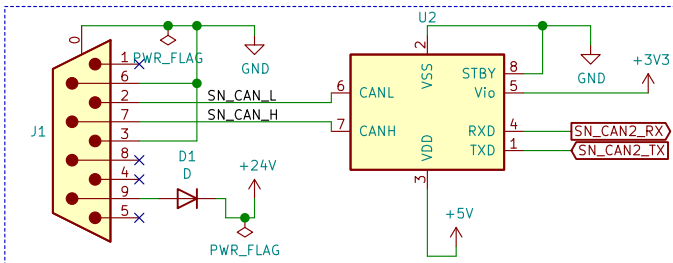 U2
0
1
PWR_FLAG
GND
6
2
SN_CAN_L
7
SN_CAN_H
J1
3
8
D1
D
4
+24V
9
5
PWR_FLAG
2
VSS
STBY
8
GND
+3V3
6
CANL
Vio
5
7
CANH
RXD
4
SN_CAN2_RX
VDD
TXD
1
SN_CAN2_TX
3
+5V